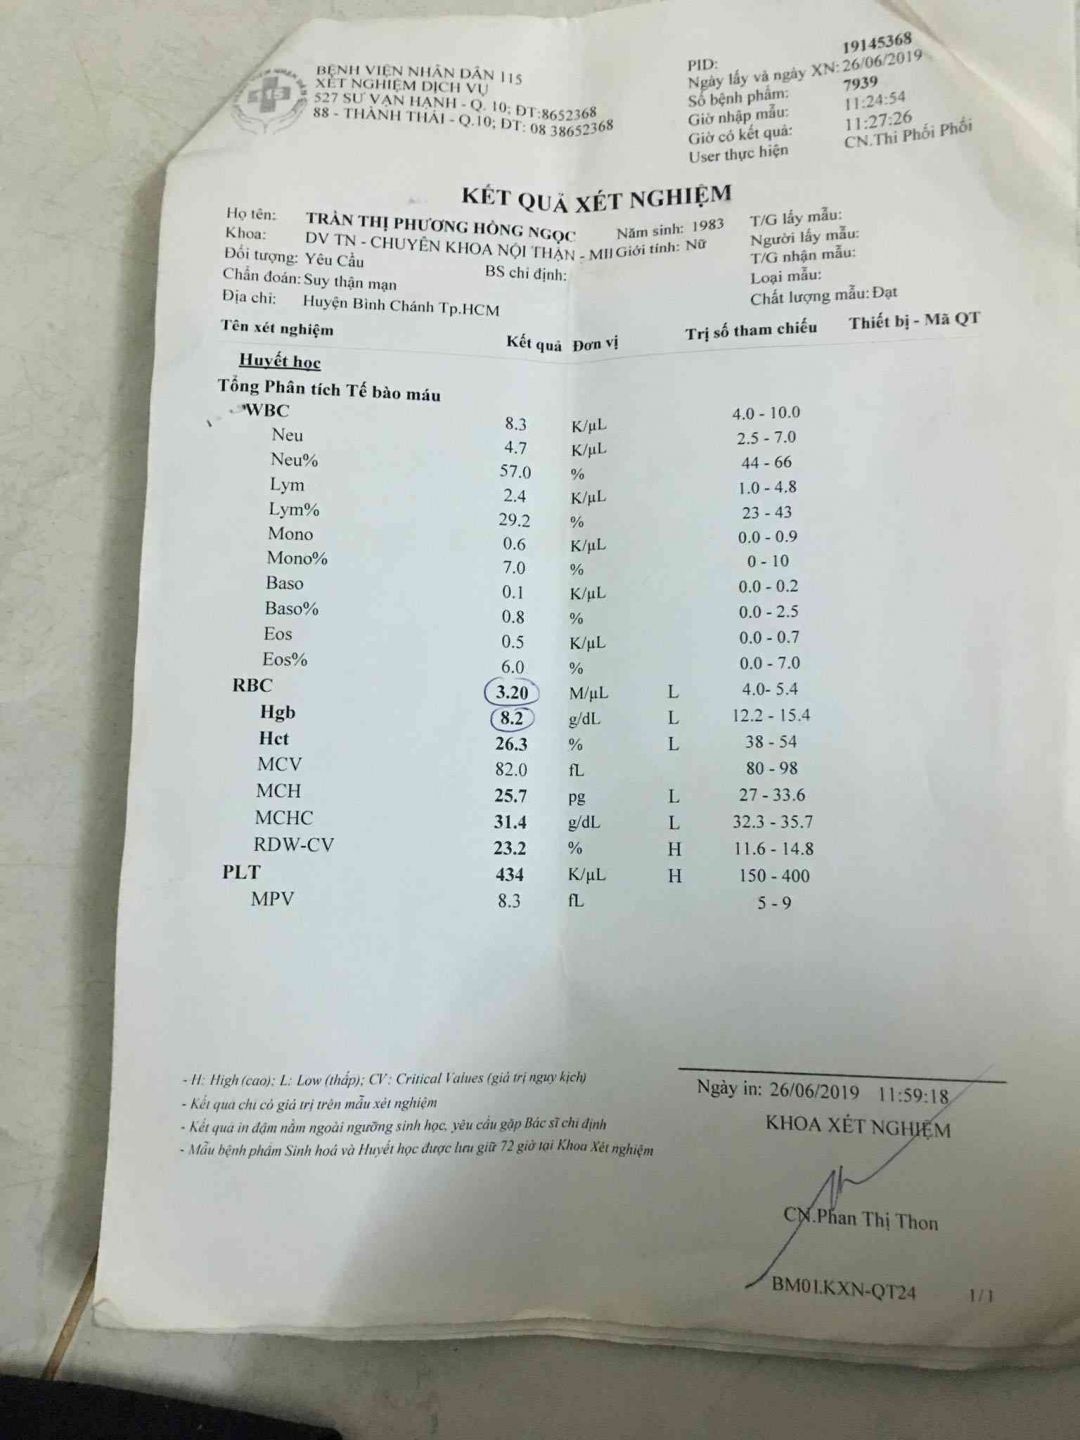 BỆNH VIỆN NHÂN DÂN 115
XÉT NGHIỆM DỊCH VỤ
527 SƯ VẠN HẠNH - Q. 10; ĐT:8652368
88 - THÀNH THÁI - Q.10; ĐT: 08 38652368
PID: 19145368
Ngày lấy và ngày XN: 26/06/2019
Số bệnh phẩm: 7939
Giờ nhập mẫu: 11:24:54
Giờ có kết quả: 11:27:26
User thực hiện CN.Thi Phối Phối
KẾT QUẢ XÉT NGHIỆM
Họ tên: TRẦN THỊ PHƯƠNG HỒNG NGỌC Năm sinh: 1983 T/G lấy mẫu:
Khoa: DV TN - CHUYÊN KHOA NỘI THẬN - MII Giới tính: Nữ Người lấy mẫu:
Đối tượng: Yêu Cầu BS chỉ định: T/G nhận mẫu:
Chẩn đoán: Suy thận mạn Loại mẫu:
Địa chỉ: Huyện Bình Chánh Tp.HCM Chất lượng mẫu: Đạt
Tên xét nghiệm Kết quả Đơn vị Trị số tham chiếu Thiết bị - Mã QT
Huyết học
Tổng Phân tích Tế bào máu
WBC 8.3 K/µL 4.0 - 10.0
Neu 4.7 K/µL 2.5 - 7.0
Neu% 57.0 % 44 - 66
Lym 2.4 K/µL 1.0 - 4.8
Lym% 29.2 % 23 - 43
Mono 0.6 K/µL 0.0 - 0.9
Mono% 7.0 % 0 - 10
Baso 0.1 K/µL 0.0 - 0.2
Baso% 0.8 % 0.0 - 2.5
Eos 0.5 K/µL 0.0 - 0.7
Eos% 6.0 % 0.0 - 7.0
RBC 3.20 M/µL L 4.0- 5.4
Hgb 8.2 g/dL L 12.2 - 15.4
Hct 26.3 % L 38 - 54
MCV 82.0 fL 80 - 98
MCH 25.7 pg L 27 - 33.6
MCHC 31.4 g/dL L 32.3 - 35.7
RDW-CV 23.2 % H 11.6 - 14.8
PLT 434 K/µL H 150 - 400
MPV 8.3 fL 5 - 9
- H: High (cao); L: Low (thấp); CV: Critical Values (giá trị nguy kịch)
- Kết quả chỉ có giá trị trên mẫu xét nghiệm
- Kết quả in đậm nằm ngoài ngưỡng sinh học, yêu cầu gặp Bác sĩ chỉ định
- Mẫu bệnh phẩm Sinh hoá và Huyết học được lưu giữ 72 giờ tại Khoa Xét nghiệm
Ngày in: 26/06/2019 11:59:18
KHOA XÉT NGHIỆM
CN.Phan Thị Thon
BM01.KXN-QT24 1/1